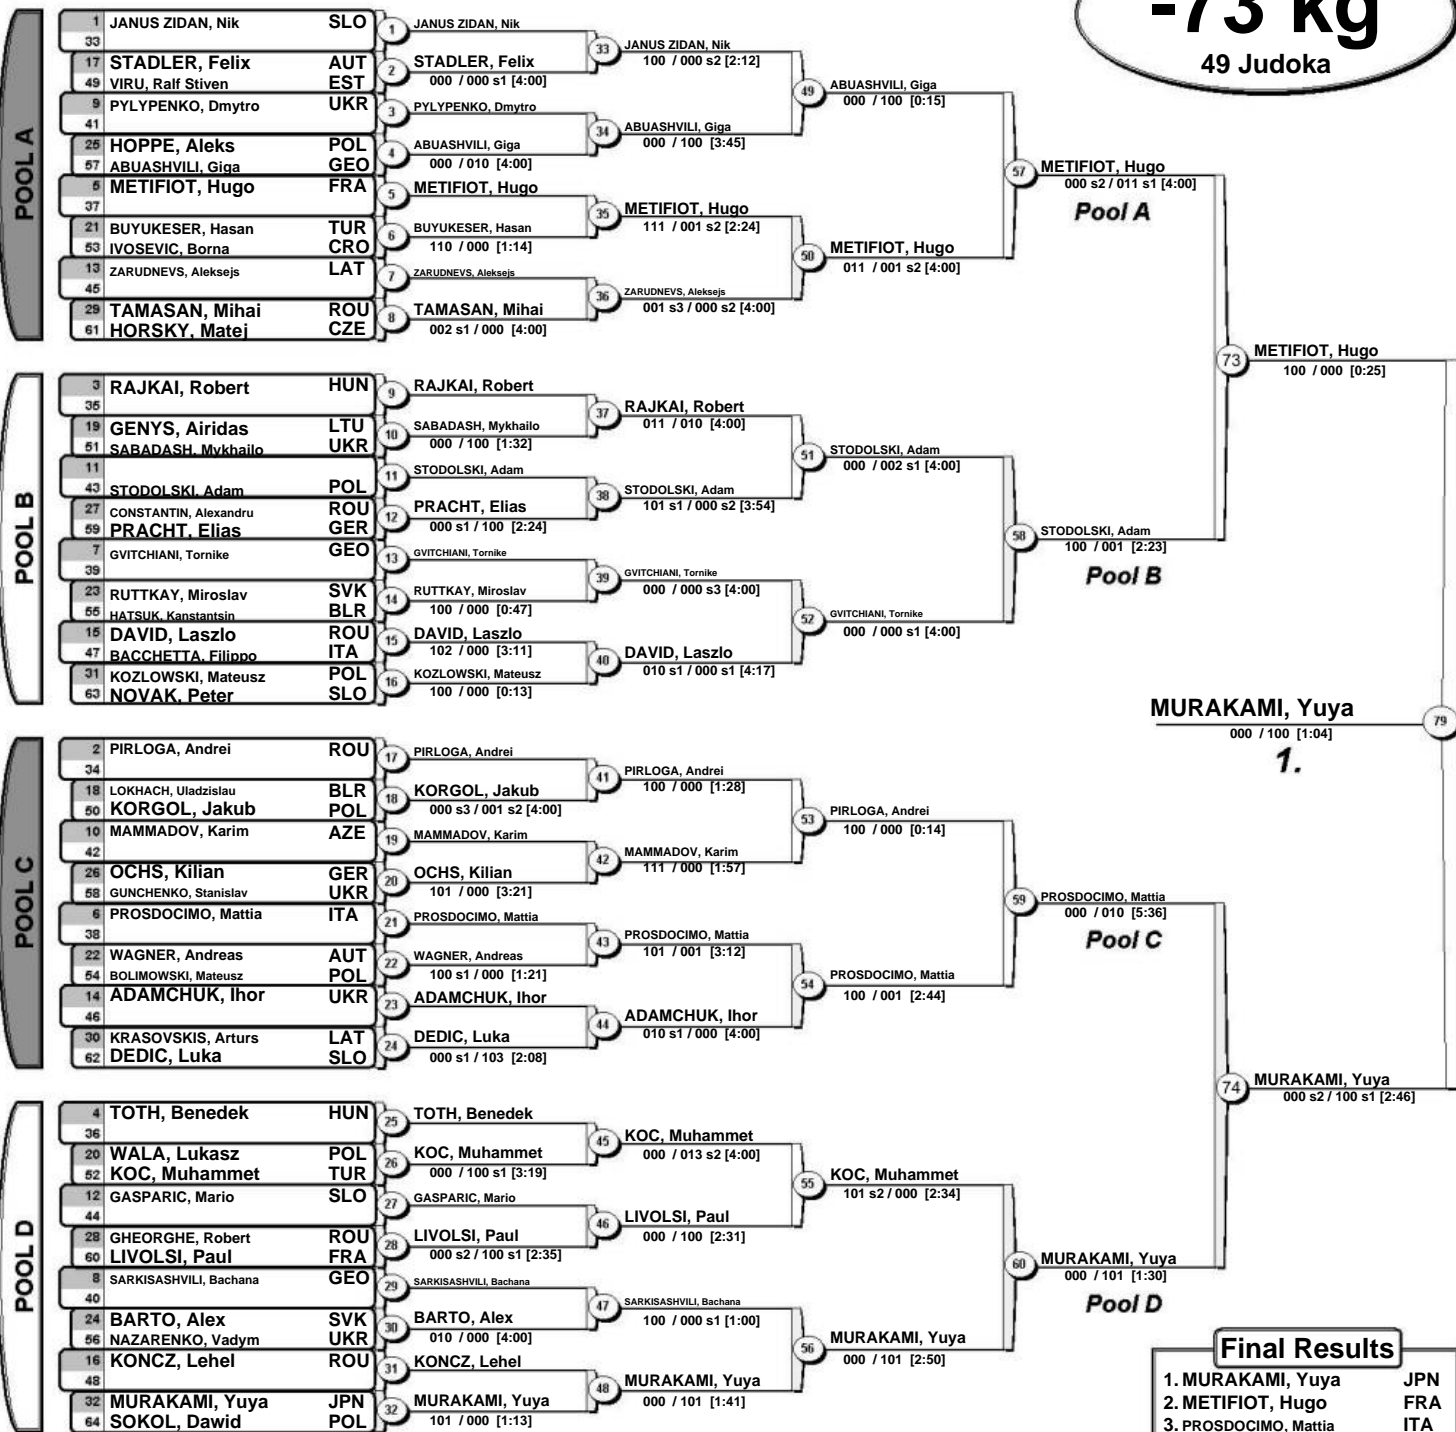 -73 kg
49 Judoka
POOL A
1 JANUS ZIDAN, Nik SLO
33
17 STADLER, Felix AUT
49 VIRU, Ralf Stiven EST
9 PYLYPENKO, Dmytro UKR
41
25 HOPPE, Aleks POL
57 ABUASHVILI, Giga GEO
5 METIFIOT, Hugo FRA
37
21 BUYUKESER, Hasan TUR
53 IVOSEVIC, Borna CRO
13 ZARUDNEVS, Aleksejs LAT
45
29 TAMASAN, Mihai ROU
61 HORSKY, Matej CZE
1 JANUS ZIDAN, Nik
2 STADLER, Felix
000 / 000 s1 [4:00]
3 PYLYPENKO, Dmytro
4 ABUASHVILI, Giga
000 / 010 [4:00]
5 METIFIOT, Hugo
6 BUYUKESER, Hasan
110 / 000 [1:14]
7 ZARUDNEVS, Aleksejs
8 TAMASAN, Mihai
002 s1 / 000 [4:00]
33 JANUS ZIDAN, Nik
100 / 000 s2 [2:12]
34 ABUASHVILI, Giga
000 / 100 [3:45]
35 METIFIOT, Hugo
111 / 001 s2 [2:24]
36 ZARUDNEVS, Aleksejs
001 s3 / 000 s2 [4:00]
49 ABUASHVILI, Giga
000 / 100 [0:15]
50 METIFIOT, Hugo
011 / 001 s2 [4:00]
57 METIFIOT, Hugo
000 s2 / 011 s1 [4:00]
Pool A
POOL B
3 RAJKAI, Robert HUN
35
19 GENYS, Airidas LTU
51 SABADASH, Mykhailo UKR
11
43 STODOLSKI, Adam POL
27 CONSTANTIN, Alexandru ROU
59 PRACHT, Elias GER
7 GVITCHIANI, Tornike GEO
39
23 RUTTKAY, Miroslav SVK
55 HATSUK, Kanstantsin BLR
15 DAVID, Laszlo ROU
47 BACCHETTA, Filippo ITA
31 KOZLOWSKI, Mateusz POL
63 NOVAK, Peter SLO
9 RAJKAI, Robert
10 SABADASH, Mykhailo
000 / 100 [1:32]
11 STODOLSKI, Adam
12 PRACHT, Elias
000 s1 / 100 [2:24]
13 GVITCHIANI, Tornike
14 RUTTKAY, Miroslav
100 / 000 [0:47]
15 DAVID, Laszlo
102 / 000 [3:11]
16 KOZLOWSKI, Mateusz
100 / 000 [0:13]
37 RAJKAI, Robert
011 / 010 [4:00]
38 STODOLSKI, Adam
101 s1 / 000 s2 [3:54]
39 GVITCHIANI, Tornike
000 / 000 s3 [4:00]
40 DAVID, Laszlo
010 s1 / 000 s1 [4:17]
51 STODOLSKI, Adam
000 / 002 s1 [4:00]
52 GVITCHIANI, Tornike
000 / 000 s1 [4:00]
58 STODOLSKI, Adam
100 / 001 [2:23]
Pool B
73 METIFIOT, Hugo
100 / 000 [0:25]
MURAKAMI, Yuya 79
000 / 100 [1:04]
1.
POOL C
2 PIRLOGA, Andrei ROU
34
18 LOKHACH, Uladzislau BLR
50 KORGOL, Jakub POL
10 MAMMADOV, Karim AZE
42
26 OCHS, Kilian GER
58 GUNCHENKO, Stanislav UKR
6 PROSDOCIMO, Mattia ITA
38
22 WAGNER, Andreas AUT
54 BOLIMOWSKI, Mateusz POL
14 ADAMCHUK, Ihor UKR
46
30 KRASOVSKIS, Arturs LAT
62 DEDIC, Luka SLO
17 PIRLOGA, Andrei
18 KORGOL, Jakub
000 s3 / 001 s2 [4:00]
19 MAMMADOV, Karim
20 OCHS, Kilian
101 / 000 [3:21]
21 PROSDOCIMO, Mattia
22 WAGNER, Andreas
100 s1 / 000 [1:21]
23 ADAMCHUK, Ihor
24 DEDIC, Luka
000 s1 / 103 [2:08]
41 PIRLOGA, Andrei
100 / 000 [1:28]
42 MAMMADOV, Karim
111 / 000 [1:57]
43 PROSDOCIMO, Mattia
101 / 001 [3:12]
44 ADAMCHUK, Ihor
010 s1 / 000 [4:00]
53 PIRLOGA, Andrei
100 / 000 [0:14]
54 PROSDOCIMO, Mattia
100 / 001 [2:44]
59 PROSDOCIMO, Mattia
000 / 010 [5:36]
Pool C
POOL D
4 TOTH, Benedek HUN
36
20 WALA, Lukasz POL
52 KOC, Muhammet TUR
12 GASPARIC, Mario SLO
44
28 GHEORGHE, Robert ROU
60 LIVOLSI, Paul FRA
8 SARKISASHVILI, Bachana GEO
40
24 BARTO, Alex SVK
56 NAZARENKO, Vadym UKR
16 KONCZ, Lehel ROU
48
32 MURAKAMI, Yuya JPN
64 SOKOL, Dawid POL
25 TOTH, Benedek
26 KOC, Muhammet
000 / 100 s1 [3:19]
27 GASPARIC, Mario
28 LIVOLSI, Paul
000 s2 / 100 s1 [2:35]
29 SARKISASHVILI, Bachana
30 BARTO, Alex
010 / 000 [4:00]
31 KONCZ, Lehel
32 MURAKAMI, Yuya
101 / 000 [1:13]
45 KOC, Muhammet
000 / 013 s2 [4:00]
46 LIVOLSI, Paul
000 / 100 [2:31]
47 SARKISASHVILI, Bachana
100 / 000 s1 [1:00]
48 MURAKAMI, Yuya
000 / 101 [1:41]
55 KOC, Muhammet
101 s2 / 000 [2:34]
56 MURAKAMI, Yuya
000 / 101 [2:50]
60 MURAKAMI, Yuya
000 / 101 [1:30]
Pool D
74 MURAKAMI, Yuya
000 s2 / 100 s1 [2:46]
Final Results
1. MURAKAMI, Yuya JPN
2. METIFIOT, Hugo FRA
3. PROSDOCIMO, Mattia ITA